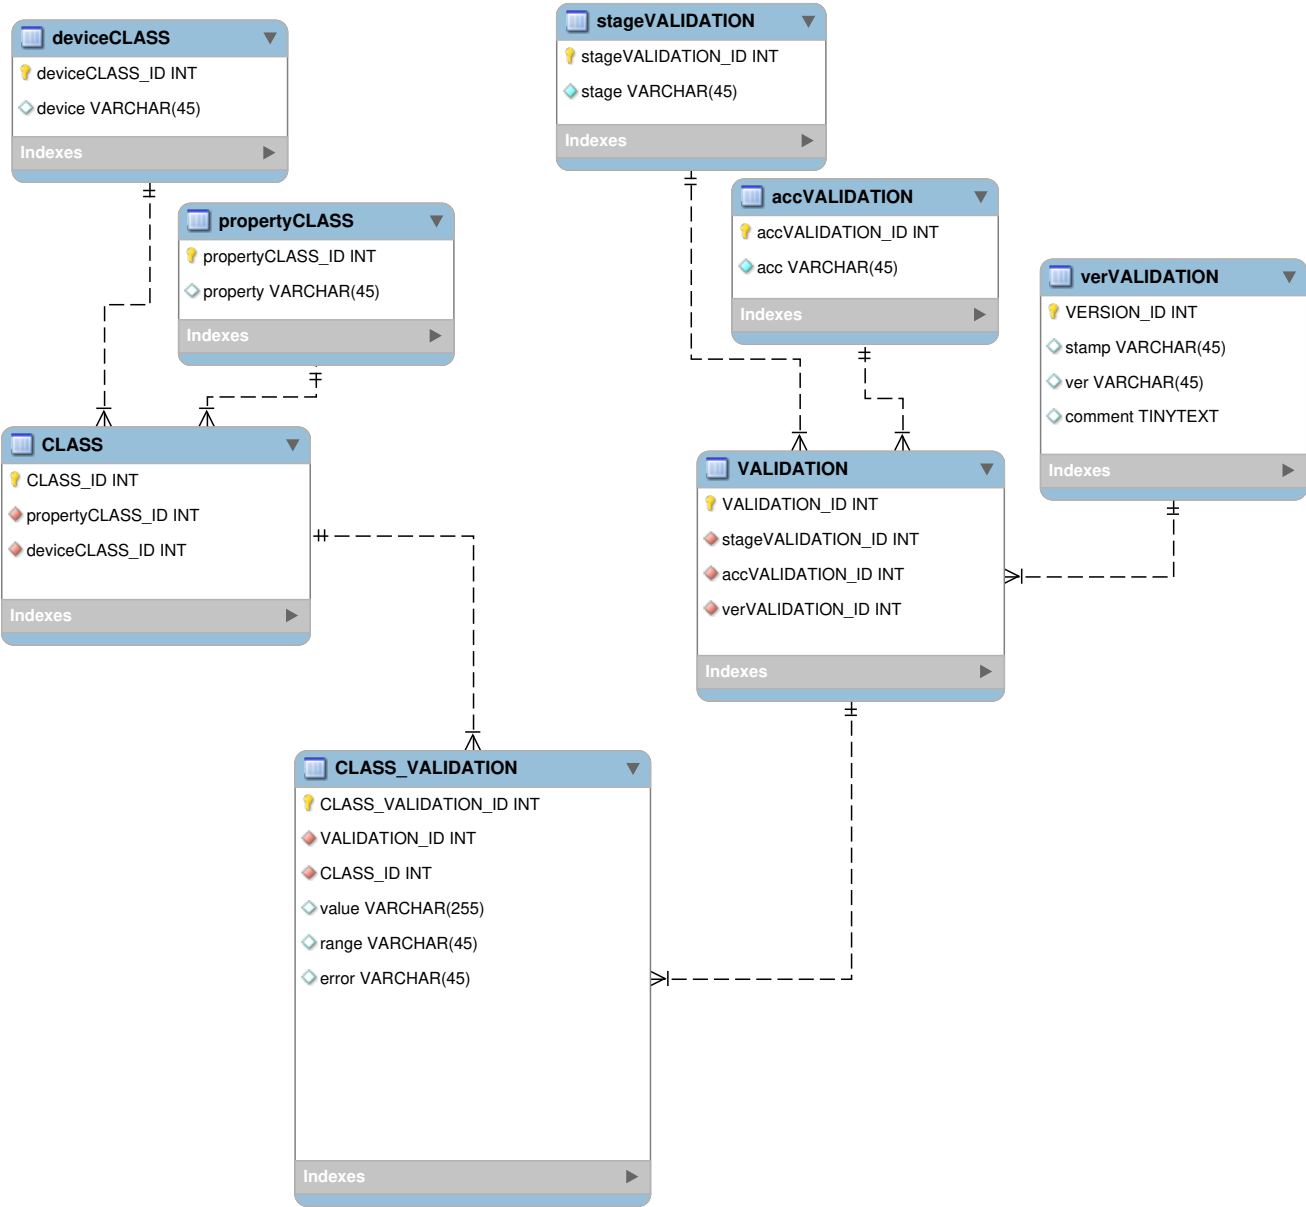 deviceCLASS
deviceCLASS_ID INT
device VARCHAR(45)
Indexes
propertyCLASS
propertyCLASS_ID INT
property VARCHAR(45)
Indexes
stageVALIDATION
stageVALIDATION_ID INT
stage VARCHAR(45)
Indexes
accVALIDATION
accVALIDATION_ID INT
acc VARCHAR(45)
Indexes
verVALIDATION
VERSION_ID INT
stamp VARCHAR(45)
ver VARCHAR(45)
comment TINYTEXT
Indexes
CLASS
CLASS_ID INT
propertyCLASS_ID INT
deviceCLASS_ID INT
Indexes
VALIDATION
VALIDATION_ID INT
stageVALIDATION_ID INT
accVALIDATION_ID INT
verVALIDATION_ID INT
Indexes
CLASS_VALIDATION
CLASS_VALIDATION_ID INT
VALIDATION_ID INT
CLASS_ID INT
value VARCHAR(255)
range VARCHAR(45)
error VARCHAR(45)
Indexes